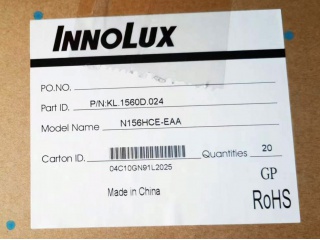 INNOLUX
PO.NO.
Part ID. P/N:KL.1560D.024
Model Name N156HCE-EAA
Carton ID. Quantities 20
04C10GN91L2025
GP
Made in China
RoHS